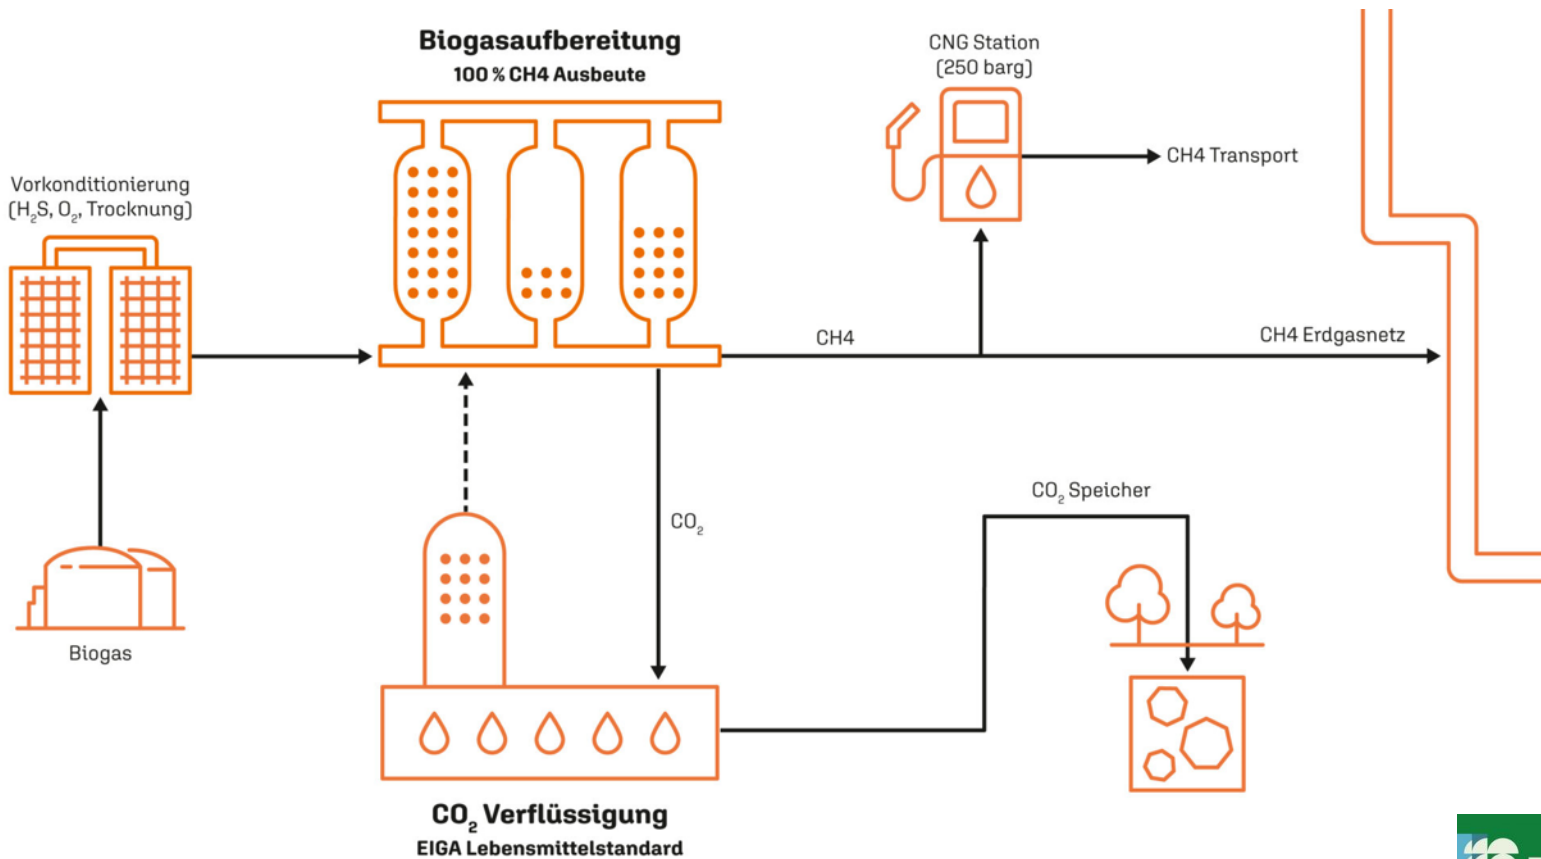 Biogasaufbereitung
100 % CH4 Ausbeute
CNG Station
(250 barg)
CH4 Transport
Vorkonditionierung
(H₂S, O₂, Trocknung)
CH4
CH4 Erdgasnetz
CO₂
CO₂ Speicher
Biogas
CO₂ Verflüssigung
EIGA Lebensmittelstandard